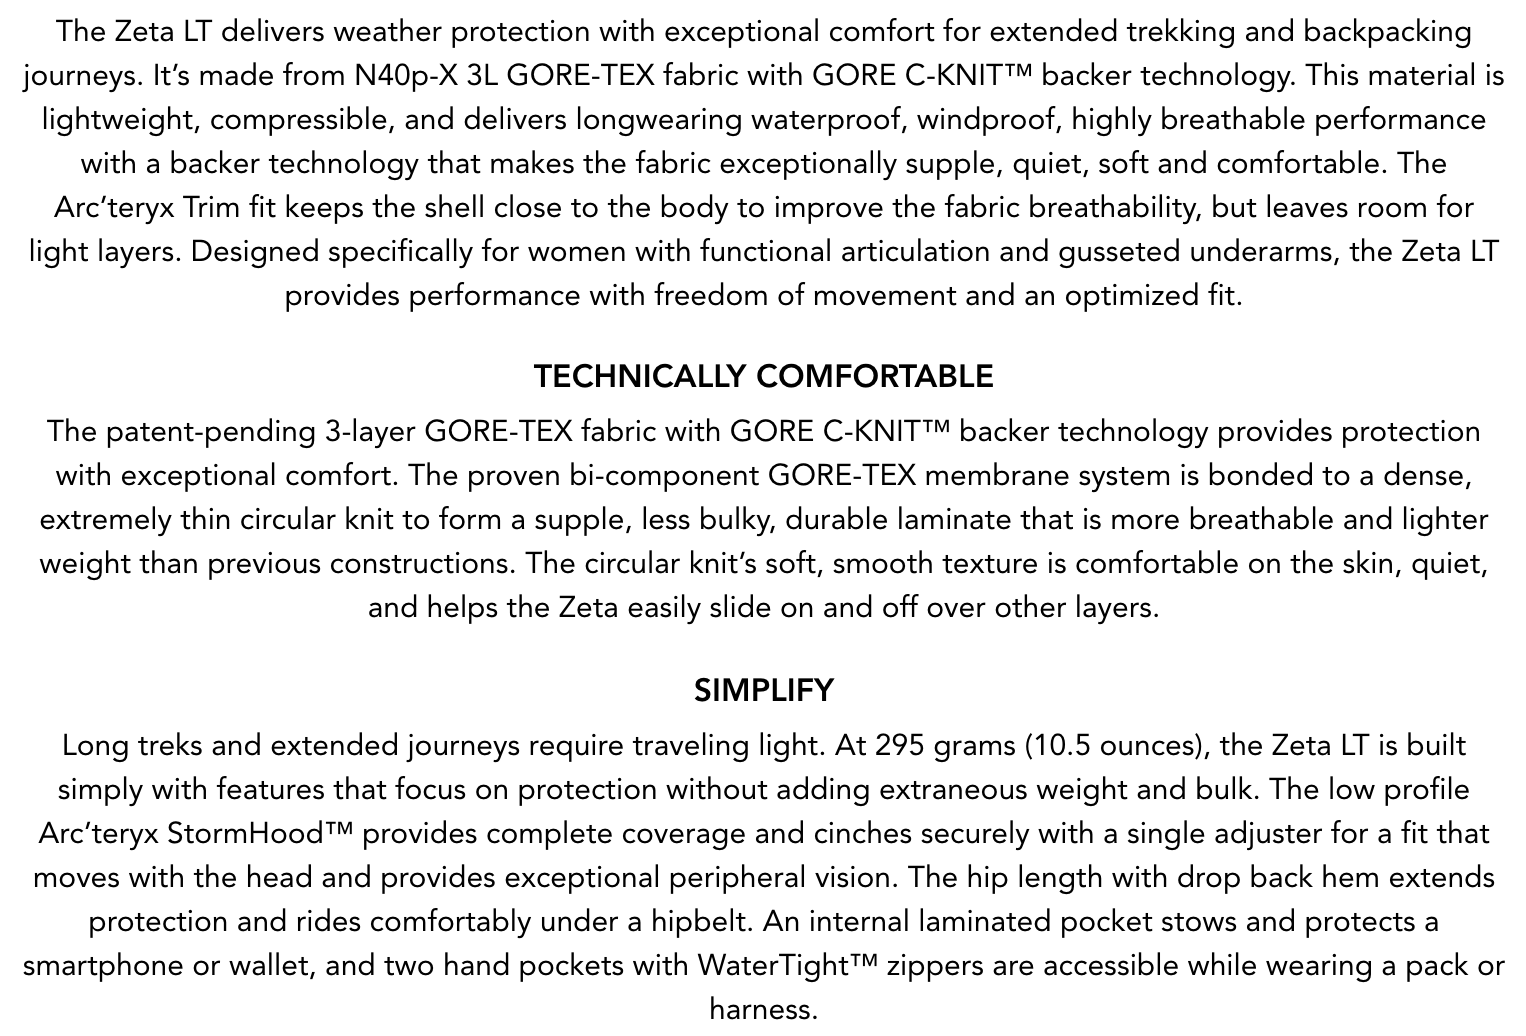 The Zeta LT delivers weather protection with exceptional comfort for extended trekking and backpacking
journeys. It’s made from N40p-X 3L GORE-TEX fabric with GORE C-KNIT™ backer technology. This material is
lightweight, compressible, and delivers longwearing waterproof, windproof, highly breathable performance
with a backer technology that makes the fabric exceptionally supple, quiet, soft and comfortable. The
Arc’teryx Trim fit keeps the shell close to the body to improve the fabric breathability, but leaves room for
light layers. Designed specifically for women with functional articulation and gusseted underarms, the Zeta LT
provides performance with freedom of movement and an optimized fit.
TECHNICALLY COMFORTABLE
The patent-pending 3-layer GORE-TEX fabric with GORE C-KNIT™ backer technology provides protection
with exceptional comfort. The proven bi-component GORE-TEX membrane system is bonded to a dense,
extremely thin circular knit to form a supple, less bulky, durable laminate that is more breathable and lighter
weight than previous constructions. The circular knit’s soft, smooth texture is comfortable on the skin, quiet,
and helps the Zeta easily slide on and off over other layers.
SIMPLIFY
Long treks and extended journeys require traveling light. At 295 grams (10.5 ounces), the Zeta LT is built
simply with features that focus on protection without adding extraneous weight and bulk. The low profile
Arc’teryx StormHood™ provides complete coverage and cinches securely with a single adjuster for a fit that
moves with the head and provides exceptional peripheral vision. The hip length with drop back hem extends
protection and rides comfortably under a hipbelt. An internal laminated pocket stows and protects a
smartphone or wallet, and two hand pockets with WaterTight™ zippers are accessible while wearing a pack or
harness.